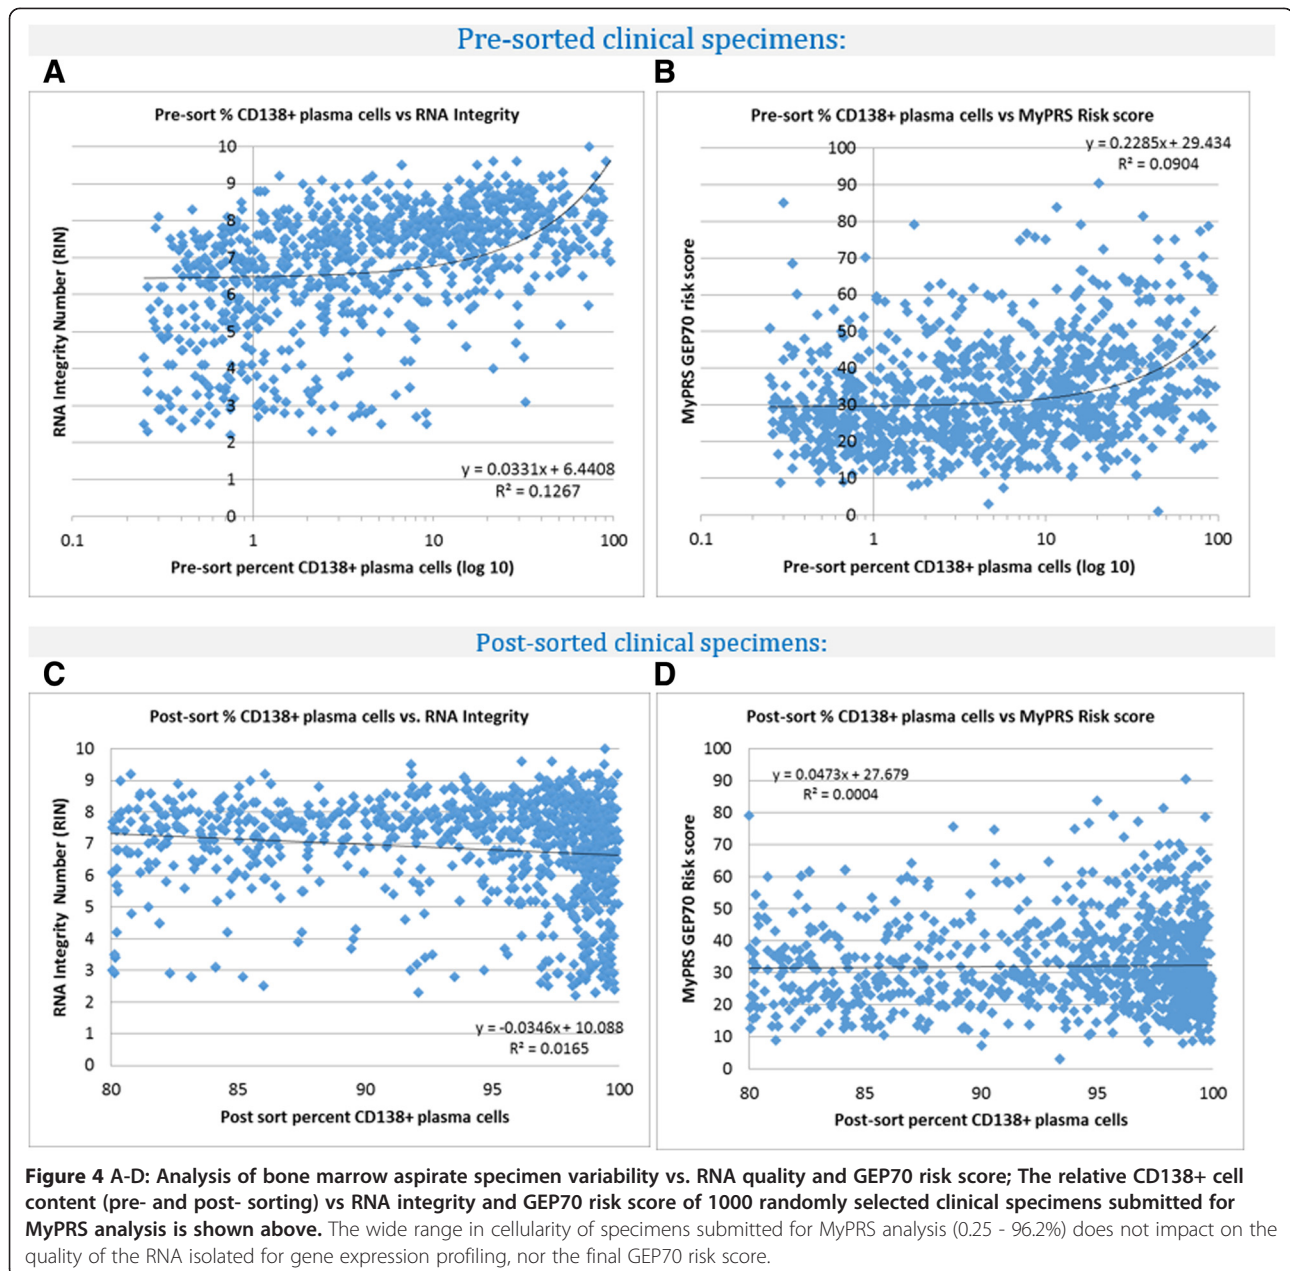 Pre-sorted clinical specimens:
A
Pre-sort % CD138+ plasma cells vs RNA Integrity
RNA Integrity Number (RIN)
10
9
8
7
6
5
4
3
2
1
0
y = 0.0331x + 6.4408
R² = 0.1267
0.1 1 10 100
Pre-sort percent CD138+ plasma cells (log 10)
B
Pre-sort % CD138+ plasma cells vs MyPRS Risk score
y = 0.2285x + 29.434
R² = 0.0904
MyPRS GEP70 risk score
100
90
80
70
60
50
40
30
20
10
0
0.1 1 10 100
Pre-sort percent CD138+ plasma cells (log 10)
Post-sorted clinical specimens:
C
Post-sort % CD138+ plasma cells vs. RNA Integrity
RNA Integrity Number (RIN)
10
9
8
7
6
5
4
3
2
1
0
y = -0.0346x + 10.088
R² = 0.0165
80 85 90 95 100
Post sort percent CD138+ plasma cells
D
Post-sort % CD138+ plasma cells vs MyPRS Risk score
y = 0.0473x + 27.679
R² = 0.0004
MyPRS GEP70 Risk score
100
90
80
70
60
50
40
30
20
10
0
80 85 90 95 100
Post-sort percent CD138+ plasma cells
Figure 4 A-D: Analysis of bone marrow aspirate specimen variability vs. RNA quality and GEP70 risk score; The relative CD138+ cell
content (pre- and post- sorting) vs RNA integrity and GEP70 risk score of 1000 randomly selected clinical specimens submitted for
MyPRS analysis is shown above. The wide range in cellularity of specimens submitted for MyPRS analysis (0.25 - 96.2%) does not impact on the
quality of the RNA isolated for gene expression profiling, nor the final GEP70 risk score.